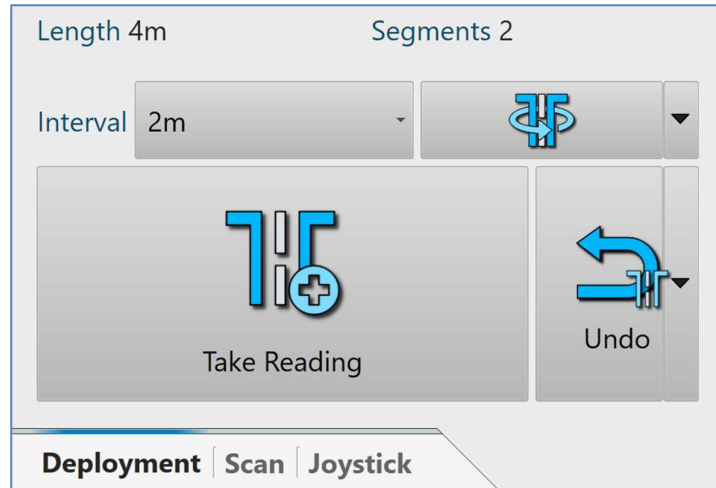 Length 4m Segments 2
Interval 2m
Take Reading
Undo
Deployment Scan Joystick